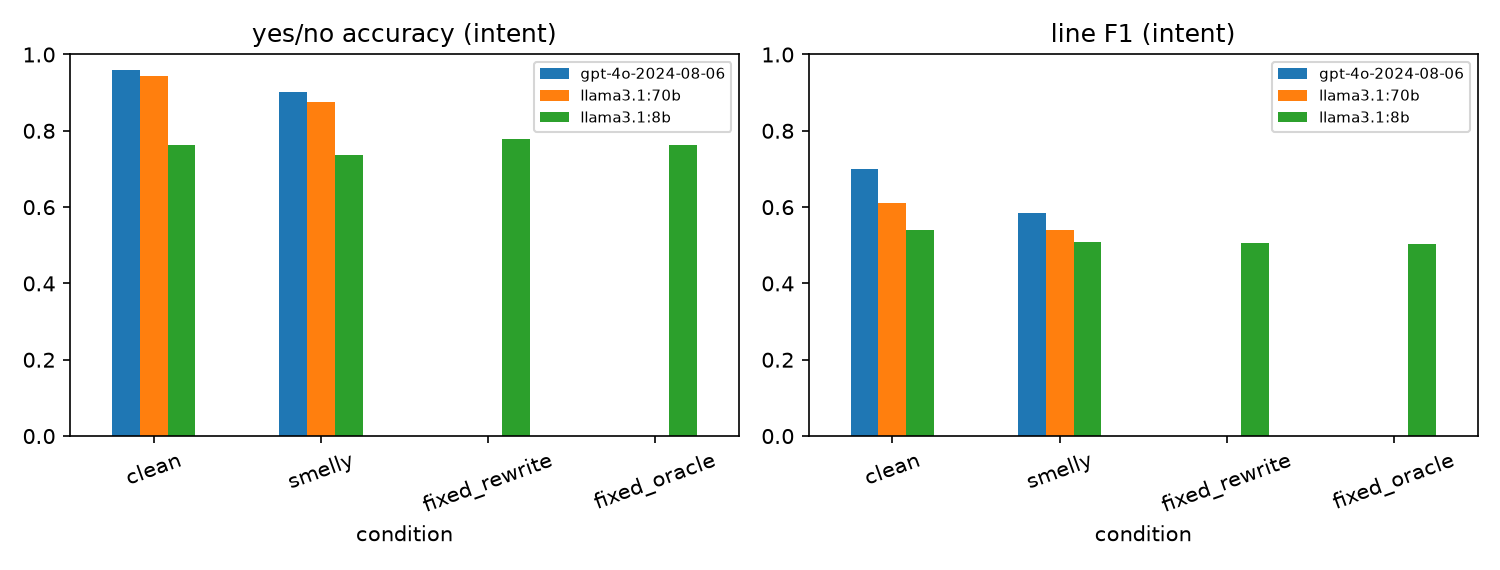 yes/no accuracy (intent)
1.0
0.8
0.6
0.4
0.2
0.0
gpt-4o-2024-08-06
llama3.1:70b
llama3.1:8b
clean
smelly
fixed_rewrite
fixed_oracle
condition
line F1 (intent)
1.0
0.8
0.6
0.4
0.2
0.0
gpt-4o-2024-08-06
llama3.1:70b
llama3.1:8b
clean
smelly
fixed_rewrite
fixed_oracle
condition